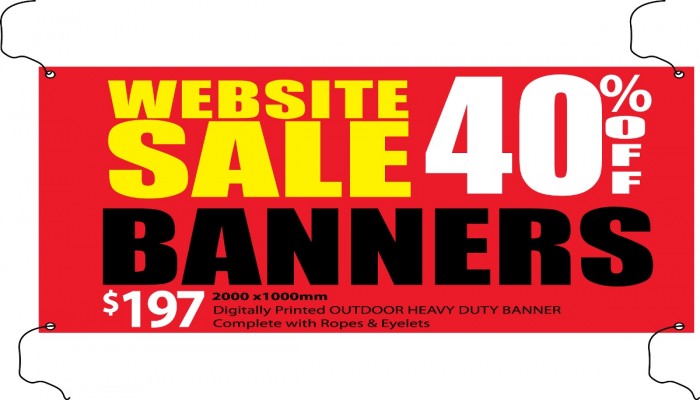 WEBSITE
SALE
40% OFF
BANNERS
$197
2000 x1000mm
Digitally Printed OUTDOOR HEAVY DUTY BANNER
Complete with Ropes & Eyelets